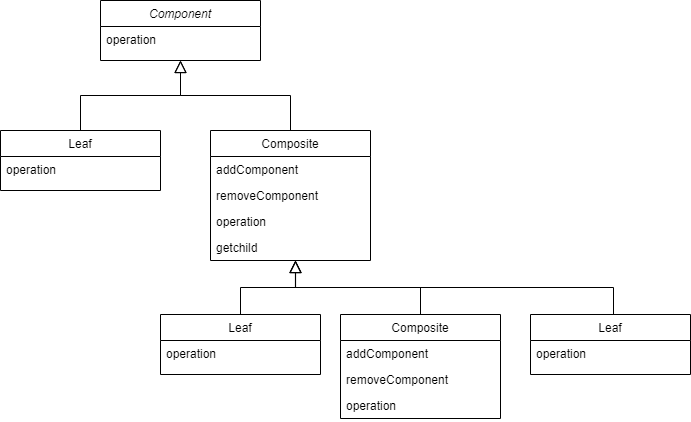 Component
operation
Leaf
operation
Composite
addComponent
removeComponent
operation
getchild
Leaf
operation
Composite
addComponent
removeComponent
operation
Leaf
operation